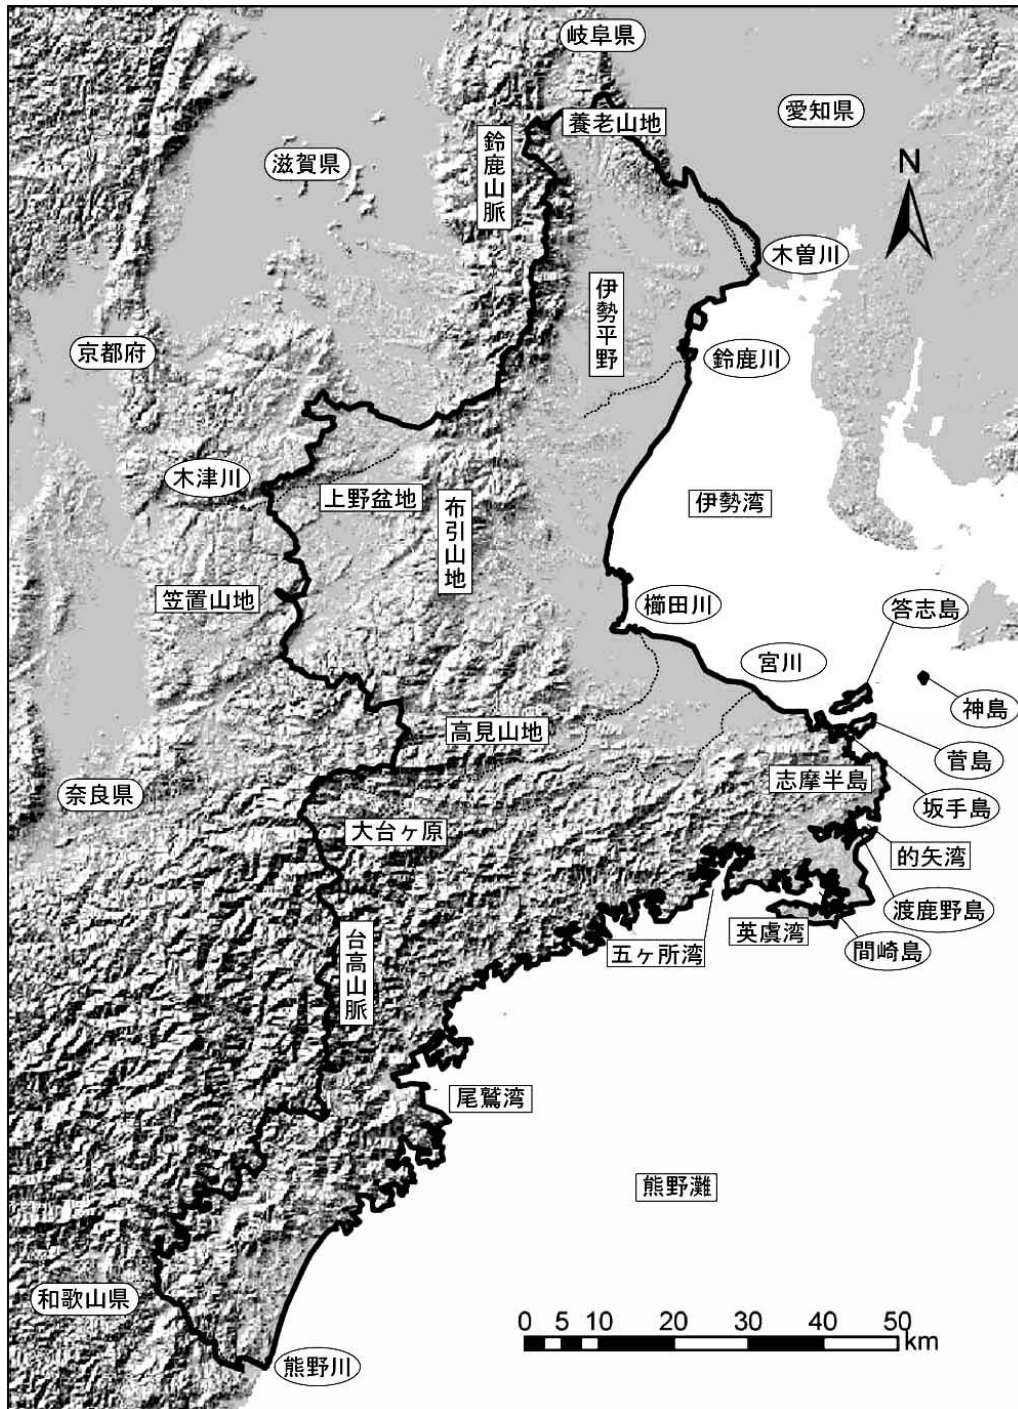 岐阜県
愛知県
養老山地
滋賀県
鈴鹿山脈
N
木曽川
伊勢平野
京都府
鈴鹿川
木津川
上野盆地
布引山地
伊勢湾
笠置山地
櫛田川
答志島
宮川
神島
高見山地
菅島
志摩半島
奈良県
坂手島
大台ヶ原
的矢湾
渡鹿野島
英虞湾
間崎島
五ヶ所湾
台高山脈
尾鷲湾
熊野灘
和歌山県
0 5 10 20 30 40 50
km
熊野川